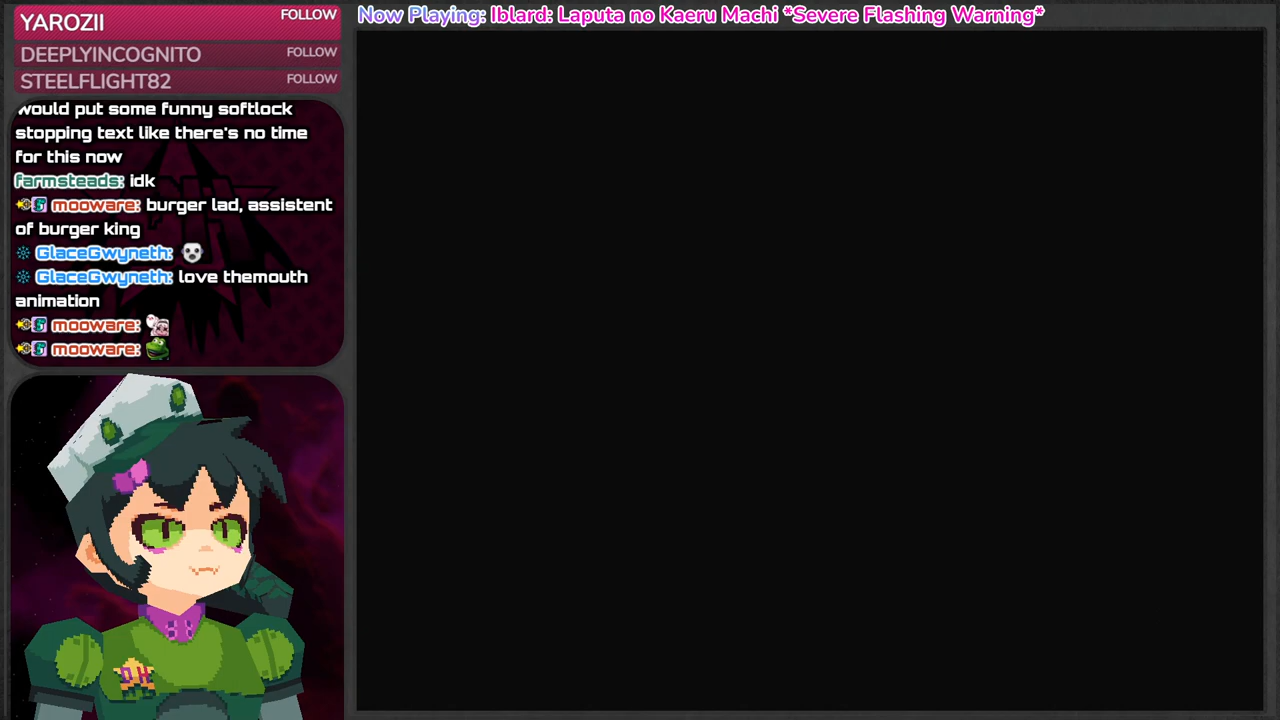 YAROZII FOLLOW
DEEPLYINCOGNITO FOLLOW
STEELFLIGHT82 FOLLOW
Now Playing: Iblard: Laputa no Kaeru Machi *Severe Flashing Warning*
would put some funny softlock
stopping text like there's no time
for this now
farmsteads: idk
mooware: burger lad, assistent
of burger king
GlaceGwyneth:
GlaceGwyneth: love themouth
animation
mooware:
mooware:
DH